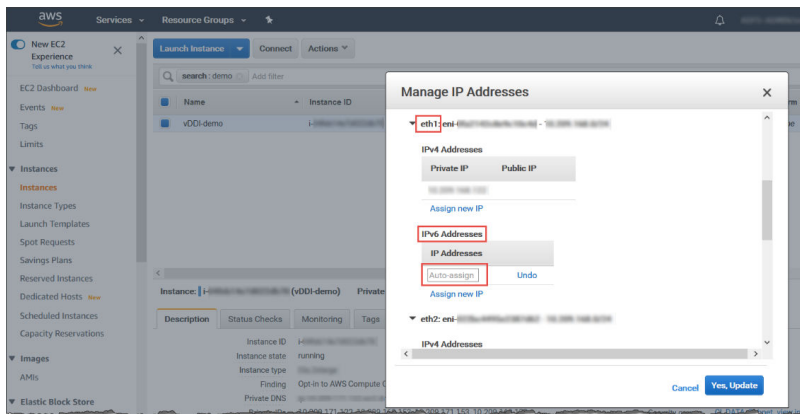 aws
Services
Resource Groups
New EC2
Experience
Tell us what you think
EC2 Dashboard New
Events New
Tags
Limits
Instances
Instances
Instance Types
Launch Templates
Spot Requests
Savings Plans
Reserved Instances
Dedicated Hosts New
Scheduled Instances
Capacity Reservations
Images
AMIs
Elastic Block Store
Launch Instance
Connect
Actions
search : demo
Add filter
Name
Instance ID
vDDI-demo
i-
Instance:
i-
(vDDI-demo)
Private
Description
Status Checks
Monitoring
Tags
Instance ID
Instance state
running
Instance type
Finding
Opt-in to AWS Compute O
Private DNS
Manage IP Addresses
eth1: eni-
IPv4 Addresses
Private IP
Public IP
Assign new IP
IPv6 Addresses
IP Addresses
Auto-assign
Undo
Assign new IP
eth2: eni-
IPv4 Addresses
Cancel
Yes, Update